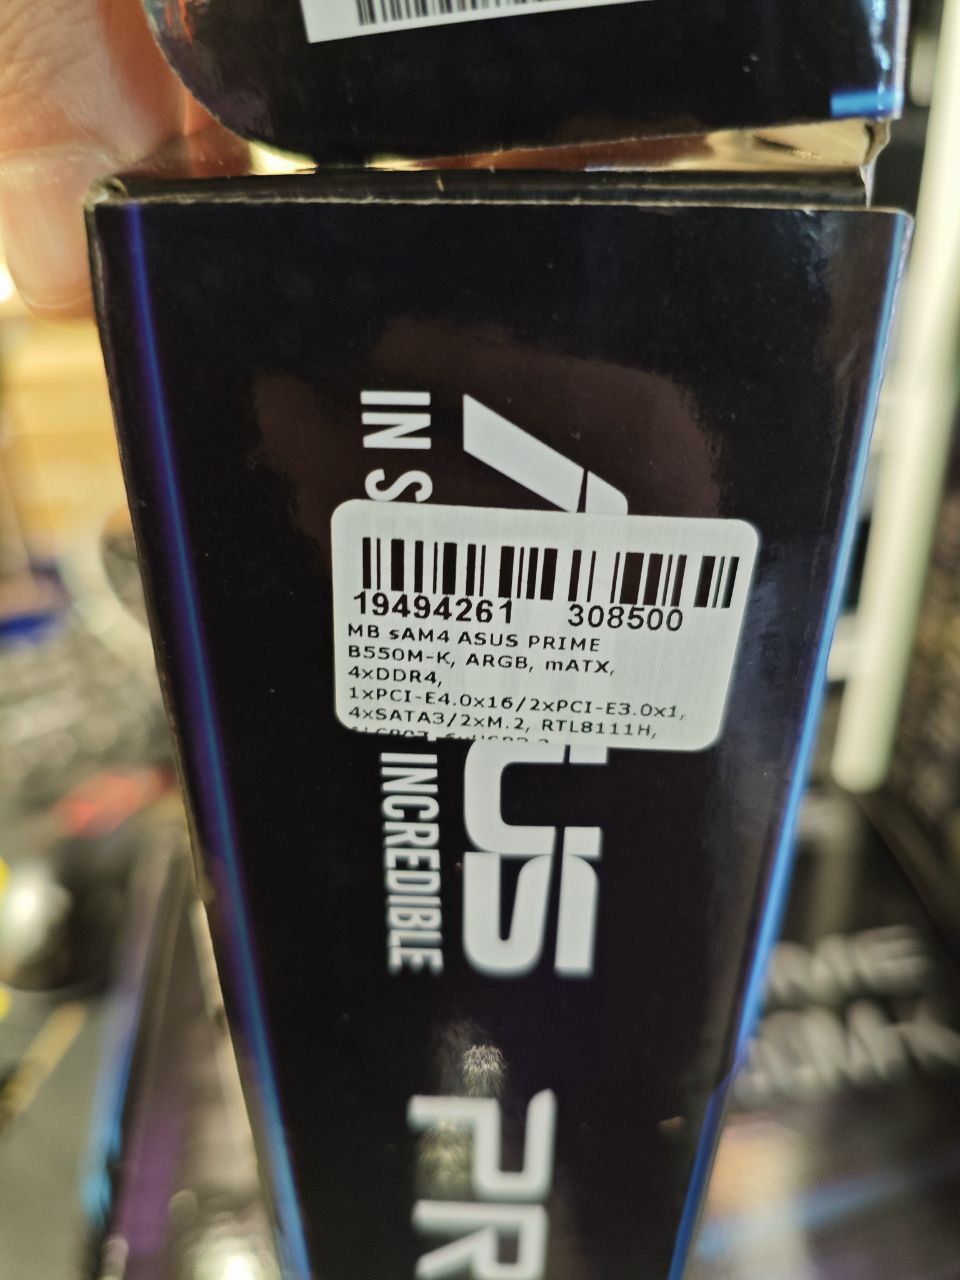 IN S
INCREDIBLE
19494261 308500
MB sAM4 ASUS PRIME
B550M-K, ARGB, mATX,
4xDDR4,
1xPCI-E4.0x16/2xPCI-E3.0x1,
4xSATA3/2xM.2, RTL8111H,
US
PR